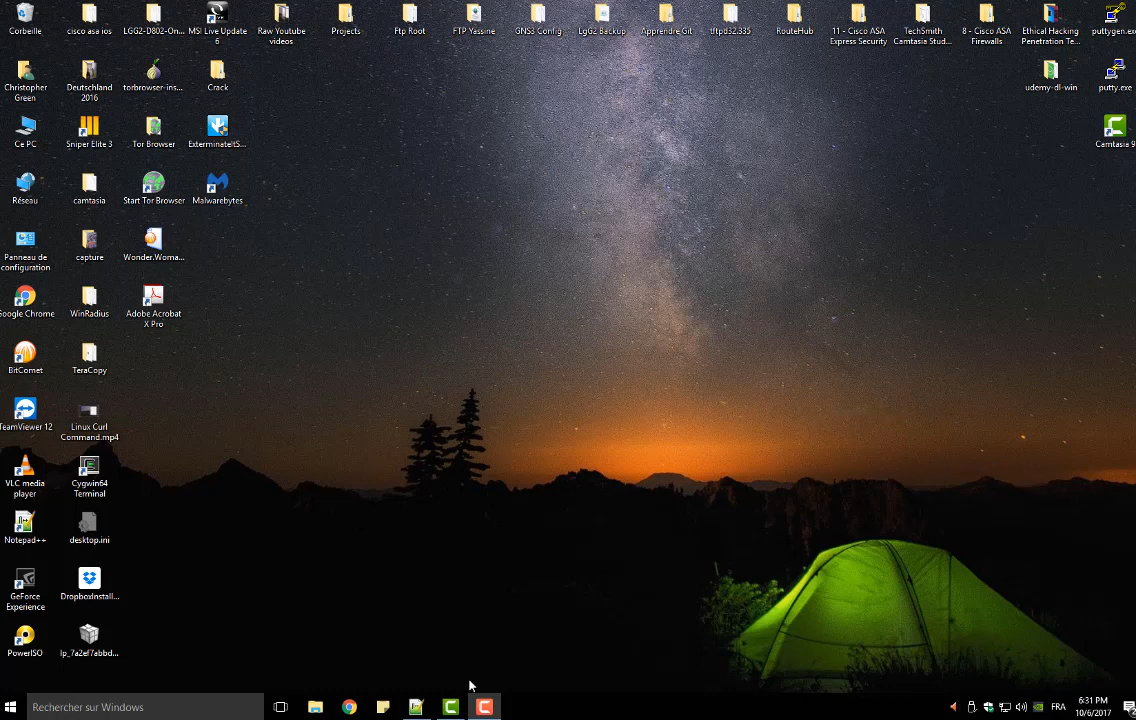 Corbeille
cisco asa ios
LGG2-D802-On...
MSI Live Update
6
Raw Youtube
videos
Projects
Ftp Root
FTP Yassine
GNS3 Config
LgG2 Backup
Apprendre Git
tftpd32.335
RouteHub
11 - Cisco ASA
Express Security
TechSmith
Camtasia Stud...
8 - Cisco ASA
Firewalls
Ethical Hacking
Penetration Te...
puttygen.exe
Christopher
Green
Deutschland
2016
torbrowser-ins...
Crack
udemy-dl-win
putty.exe
Ce PC
Sniper Elite 3
Tor Browser
ExterminateItS...
Camtasia 9
Réseau
camtasia
Start Tor Browser
Malwarebytes
Panneau de
configuration
capture
Wonder.Woma...
Google Chrome
WinRadius
Adobe Acrobat
X Pro
BitComet
TeraCopy
TeamViewer 12
Linux Curl
Command.mp4
VLC media
player
Cygwin64
Terminal
Notepad++
desktop.ini
GeForce
Experience
DropboxInstall...
PowerISO
lp_7a2ef7abbd...
Rechercher sur Windows
FRA
6:31 PM
10/6/2017